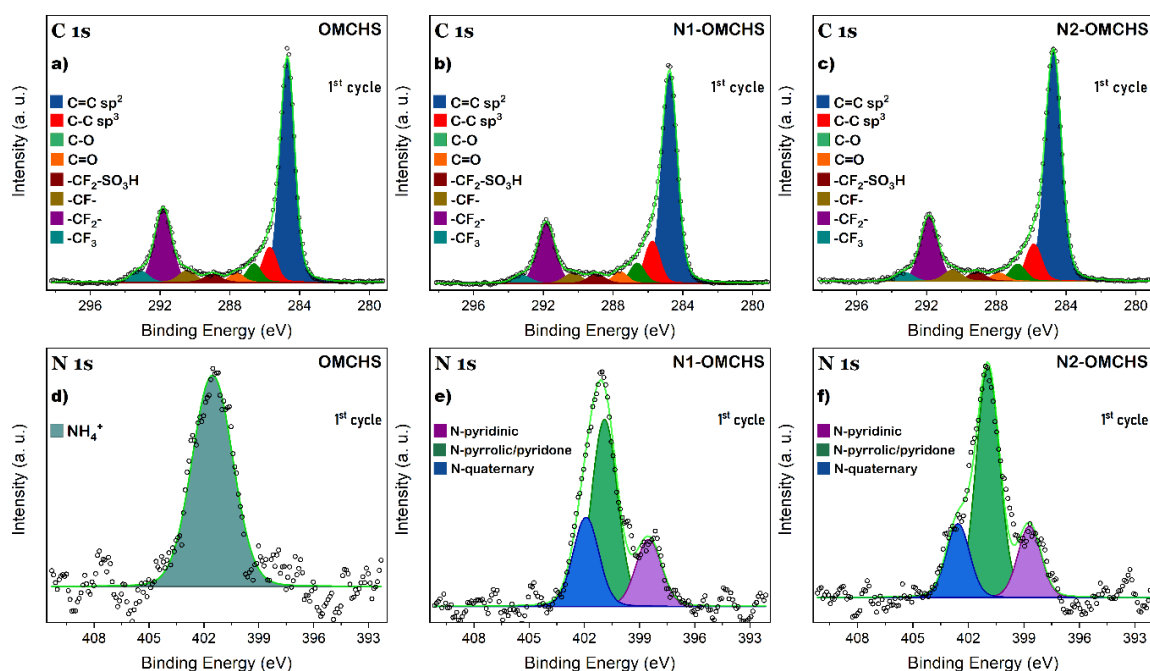 C 1s
OMCHS
a)
1st cycle
C=C sp2
C-C sp3
C-O
C=O
-CF2-SO3H
-CF-
-CF2-
-CF3
Intensity (a. u.)
296 292 288 284 280
Binding Energy (eV)
C 1s
N1-OMCHS
b)
1st cycle
C=C sp2
C-C sp3
C-O
C=O
-CF2-SO3H
-CF-
-CF2-
-CF3
Intensity (a. u.)
296 292 288 284 280
Binding Energy (eV)
C 1s
N2-OMCHS
c)
1st cycle
C=C sp2
C-C sp3
C-O
C=O
-CF2-SO3H
-CF-
-CF2-
-CF3
Intensity (a. u.)
296 292 288 284 280
Binding Energy (eV)
N 1s
OMCHS
d)
1st cycle
NH4+
Intensity (a. u.)
408 405 402 399 396 393
Binding Energy (eV)
N 1s
N1-OMCHS
e)
1st cycle
N-pyridinic
N-pyrrolic/pyridone
N-quaternary
Intensity (a. u.)
408 405 402 399 396 393
Binding Energy (eV)
N 1s
N2-OMCHS
f)
1st cycle
N-pyridinic
N-pyrrolic/pyridone
N-quaternary
Intensity (a. u.)
408 405 402 399 396 393
Binding Energy (eV)